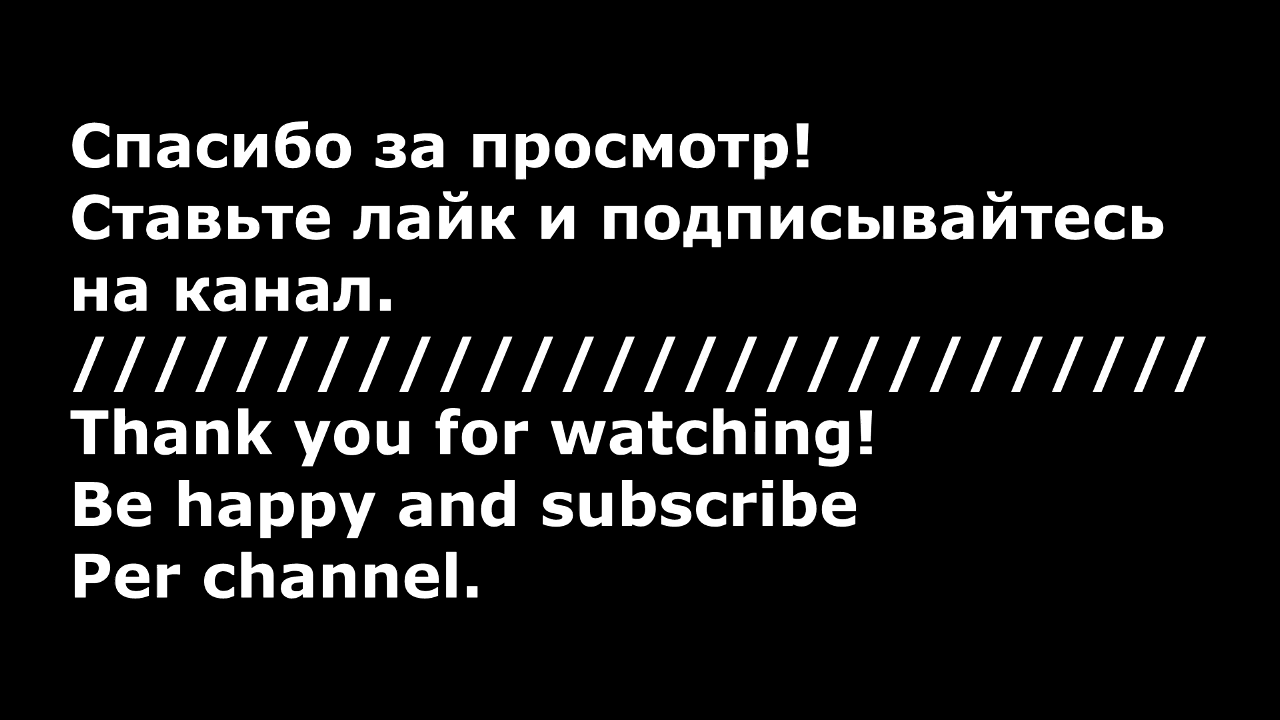 Спасибо за просмотр!
Ставьте лайк и подписывайтесь
на канал.
////////////////////////////
Thank you for watching!
Be happy and subscribe
Per channel.